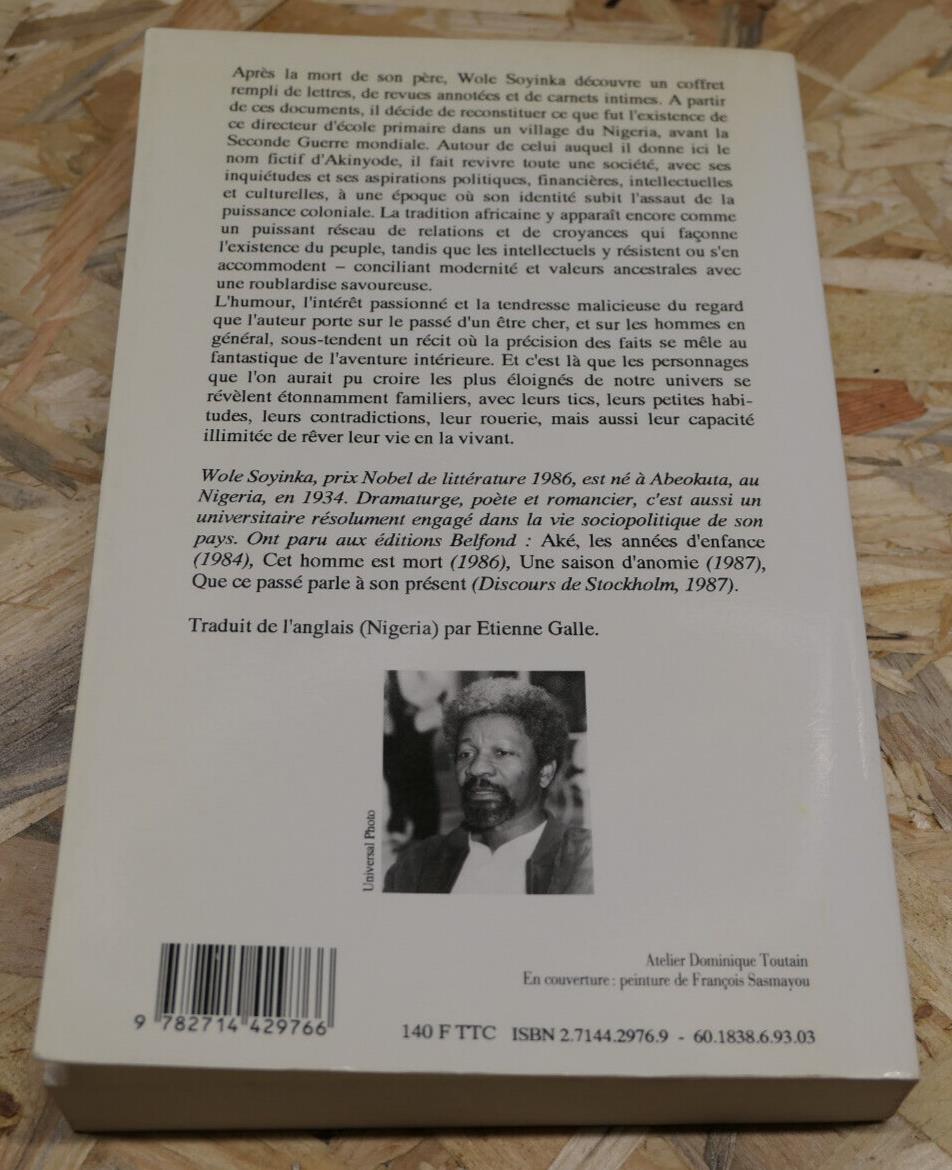 Après la mort de son père, Wole Soyinka découvre un coffret
rempli de lettres, de revues annotées et de carnets intimes. A partir
de ces documents, il décide de reconstituer ce que fut l'existence de
ce directeur d'école primaire dans un village du Nigeria, avant la
Seconde Guerre mondiale. Autour de celui auquel il donne ici le
nom fictif d'Akinyode, il fait revivre toute une société, avec ses
inquiétudes et ses aspirations politiques, financières, intellectuelles
et culturelles, à une époque où son identité subit l'assaut de la
puissance coloniale. La tradition africaine y apparaît encore comme
un puissant réseau de relations et de croyances qui façonne
l'existence du peuple, tandis que les intellectuels y résistent ou s'en
accommodent – conciliant modernité et valeurs ancestrales avec
une roublardise savoureuse.
L'humour, l'intérêt passionné et la tendresse malicieuse du regard
que l'auteur porte sur le passé d'un être cher, et sur les hommes en
général, sous-tendent un récit où la précision des faits se mêle au
fantastique de l'aventure intérieure. Et c'est là que les personnages
que l'on aurait pu croire les plus éloignés de notre univers se
révèlent étonnamment familiers, avec leurs tics, leurs petites habi-
tudes, leurs contradictions, leur rouerie, mais aussi leur capacité
illimitée de rêver leur vie en la vivant.
Wole Soyinka, prix Nobel de littérature 1986, est né à Abeokuta, au
Nigeria, en 1934. Dramaturge, poète et romancier, c'est aussi un
universitaire résolument engagé dans la vie sociopolitique de son
pays. Ont paru aux éditions Belfond : Aké, les années d'enfance
(1984), Cet homme est mort (1986), Une saison d'anomie (1987),
Que ce passé parle à son présent (Discours de Stockholm, 1987).
Traduit de l'anglais (Nigeria) par Etienne Galle.
Universal Photo
Atelier Dominique Toutain
En couverture : peinture de François Sasmayou
9 782714 429766
140 F TTC ISBN 2.7144.2976.9 - 60.1838.6.93.03